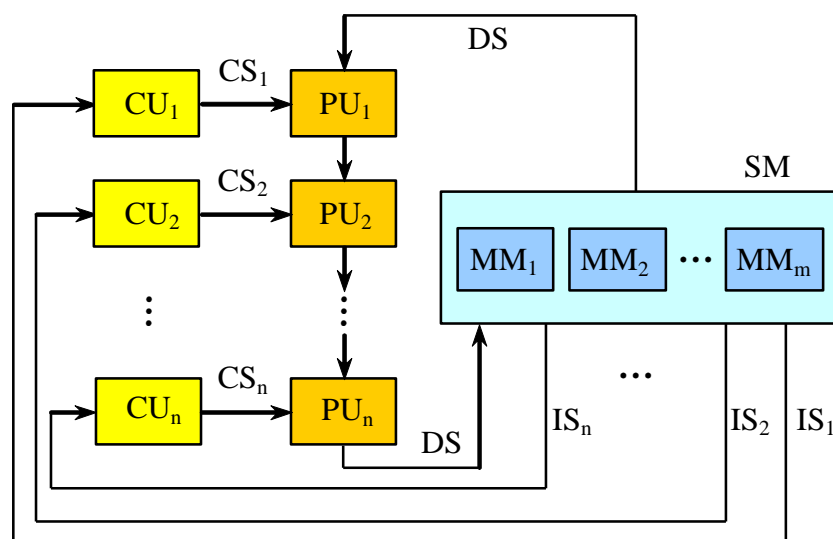 DS
CS₁
CU₁
PU₁
SM
CS₂
CU₂
PU₂
MM₁
MM₂
...
MMₘ
⋮
⋮
...
CSₙ
CUₙ
PUₙ
DS
ISₙ
IS₂
IS₁